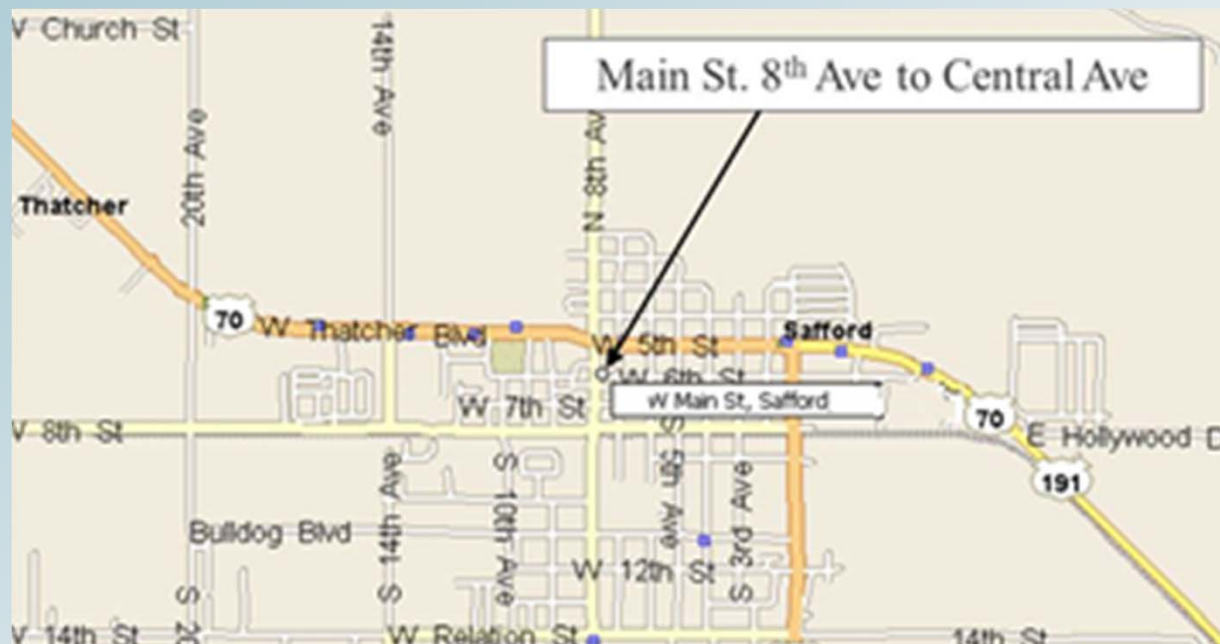 W Church St
14th Ave
Main St. 8th Ave to Central Ave
20th Ave
N 8th Av
Thatcher
70
W Thatcher Blvd
Safford
W 5th St
W 6th St
W Main St, Safford
W 7th St
70
W 8th St
S 5th Ave
E Hollywood D
191
S 14th Ave
S 10th Ave
S 3rd Ave
Bulldog Blvd
W 12th St
S 20
W 14th St
W Relation St
14th St